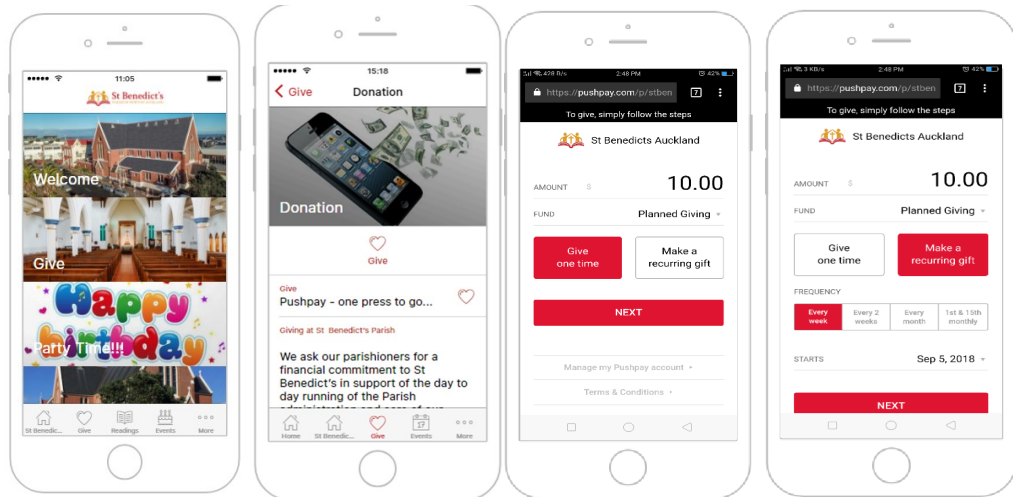 11:05
St Benedict's
Welcome
Give
Happy
birthday
Party Time!!!
St Benedic...
Give
Readings
Events
More
15:18
Give
Donation
Donation
Give
Give
Pushpay - one press to go...
Giving at St Benedict's Parish
We ask our parishioners for a
financial commitment to St
Benedict's in support of the day to
day running of the Parish
Home
St Benedic...
Give
17
Events
More
428 B/s
2:48 PM
42%
https://pushpay.com/p/stben
7
To give, simply follow the steps
St Benedicts Auckland
AMOUNT $ 10.00
FUND Planned Giving
Give
one time
Make a
recurring gift
NEXT
Manage my Pushpay account
Terms & Conditions
3 KB/s
2:48 PM
42%
https://pushpay.com/p/stben
7
To give, simply follow the steps
St Benedicts Auckland
AMOUNT $ 10.00
FUND Planned Giving
Give
one time
Make a
recurring gift
FREQUENCY
Every
week
Every 2
weeks
Every
month
1st & 15th
monthly
STARTS Sep 5, 2018
NEXT